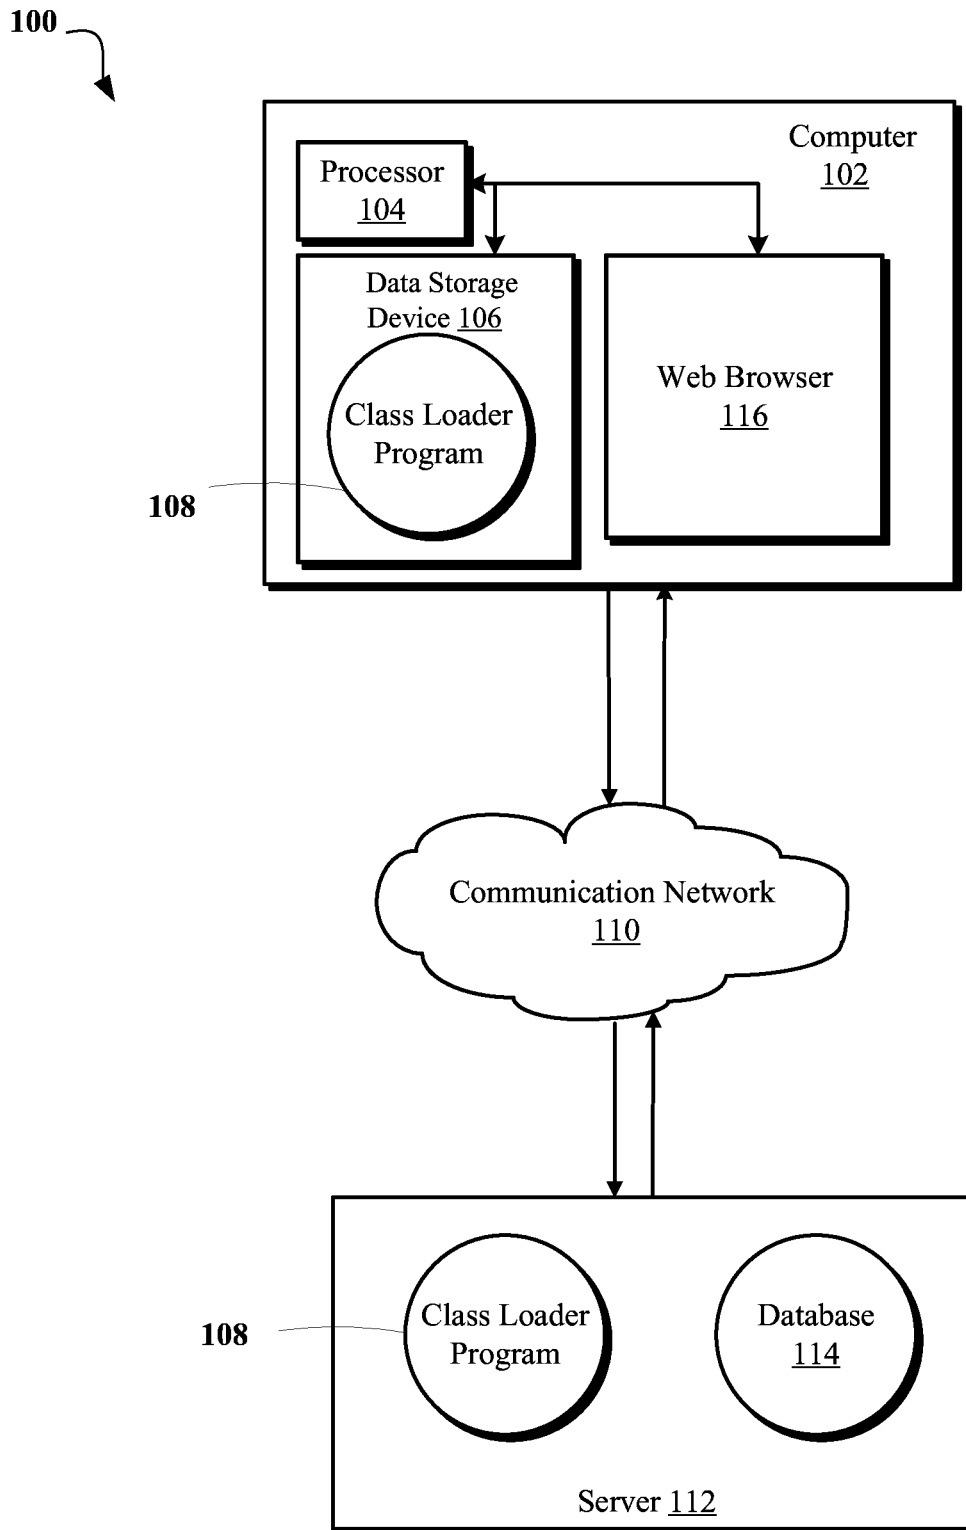 100
Computer
102
Processor
104
Data Storage
Device 106
Class Loader
Program
108
Web Browser
116
Communication Network
110
108
Class Loader
Program
Database
114
Server 112